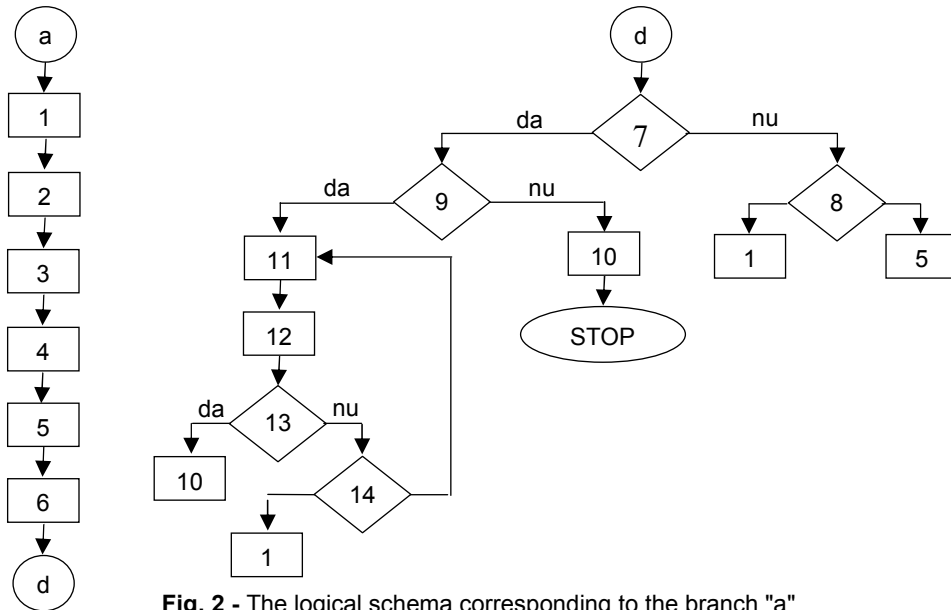 a
1
2
3
4
5
6
d
d
7
da
nu
9
8
da
nu
1
5
11
10
12
STOP
13
da
nu
10
14
1
Fig. 2 - The logical schema corresponding to the branch "a"